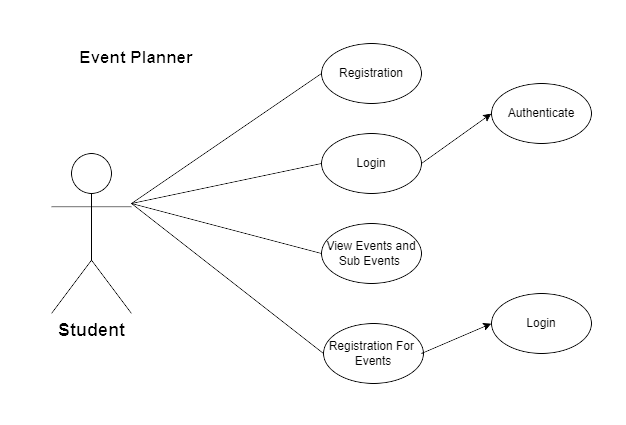 Event Planner
Registration
Authenticate
Login
View Events and
Sub Events
Login
Student
Registration For
Events